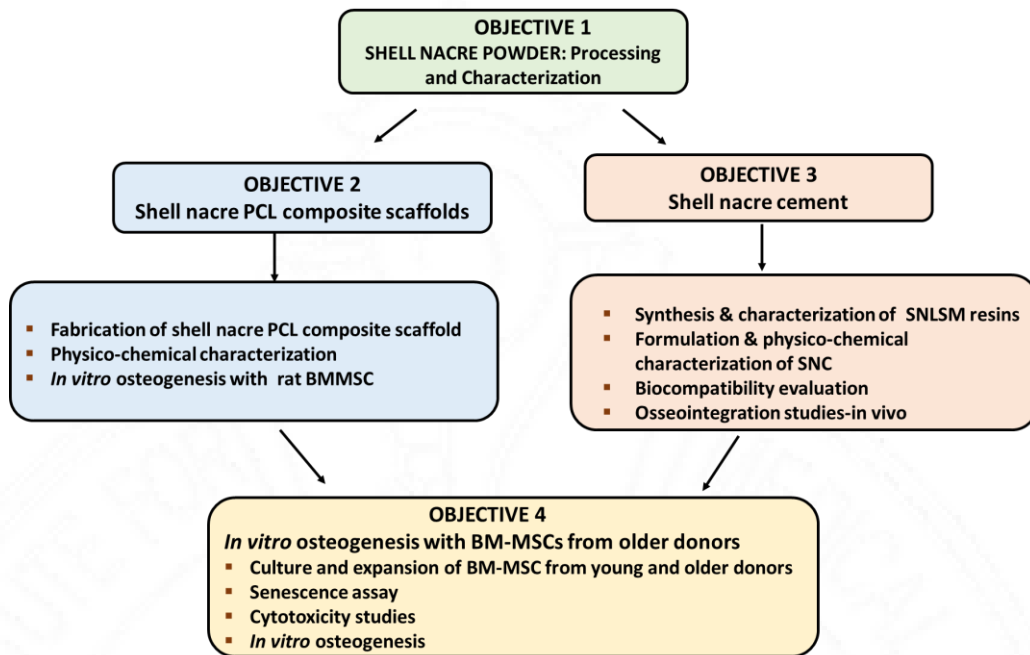 OBJECTIVE 1
SHELL NACRE POWDER: Processing
and Characterization
OBJECTIVE 2
Shell nacre PCL composite scaffolds
OBJECTIVE 3
Shell nacre cement
▪ Fabrication of shell nacre PCL composite scaffold
▪ Physico-chemical characterization
▪ In vitro osteogenesis with rat BMMSC
▪ Synthesis & characterization of SNLSM resins
▪ Formulation & physico-chemical
characterization of SNC
▪ Biocompatibility evaluation
▪ Osseointegration studies-in vivo
OBJECTIVE 4
In vitro osteogenesis with BM-MSCs from older donors
▪ Culture and expansion of BM-MSC from young and older donors
▪ Senescence assay
▪ Cytotoxicity studies
▪ In vitro osteogenesis